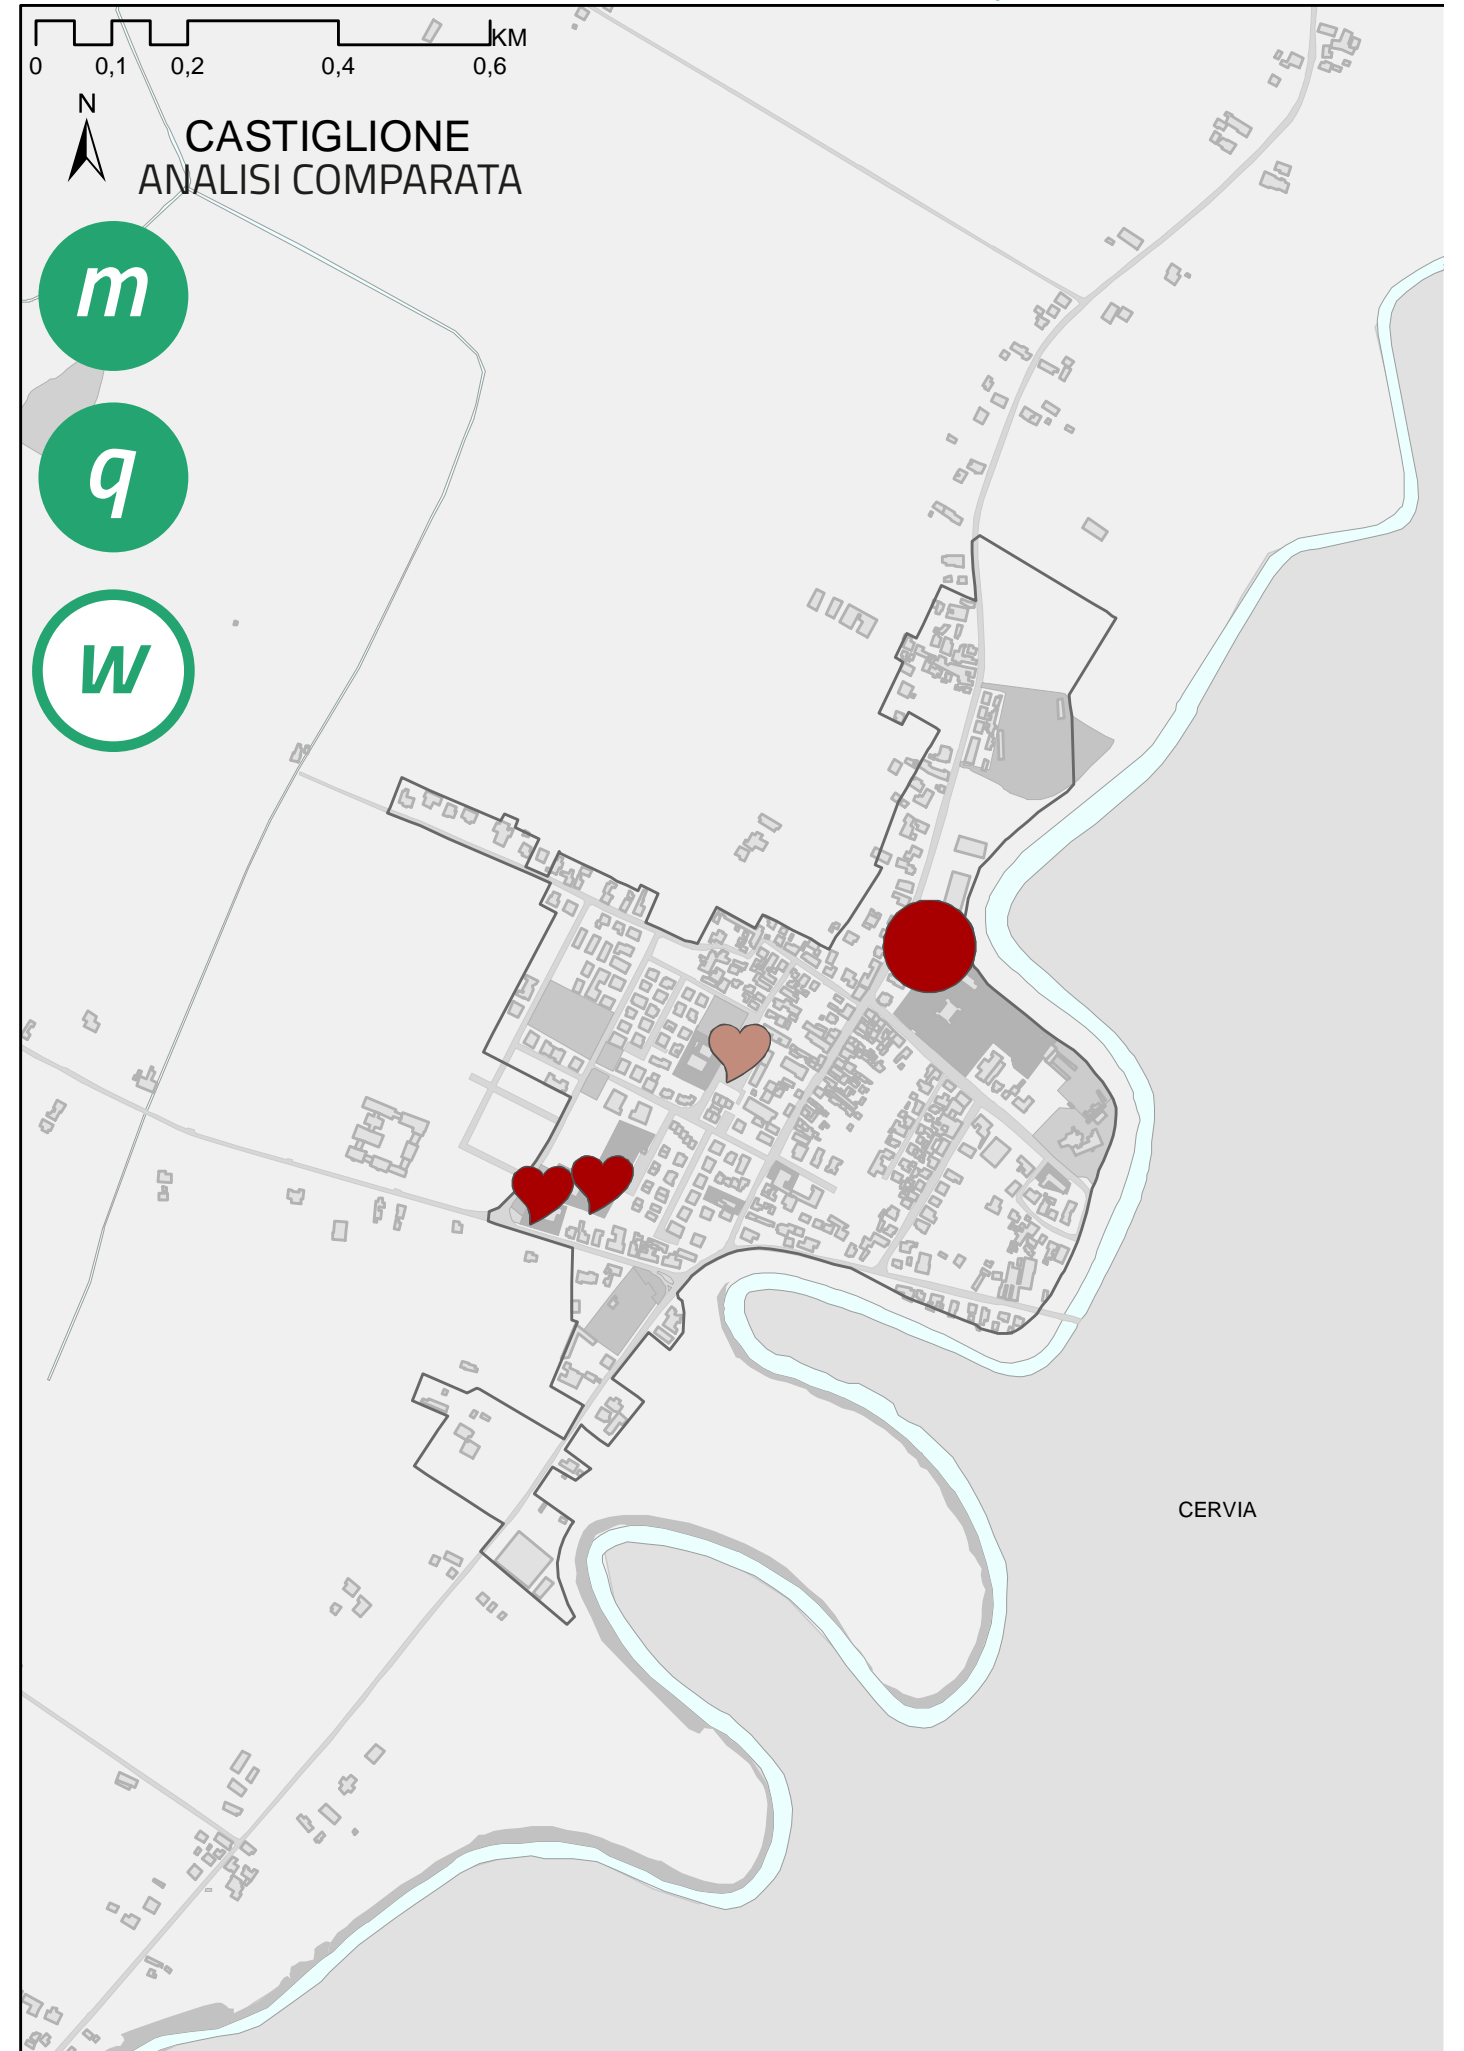 KM
0 0,1 0,2 0,4 0,6
N
CASTIGLIONE
ANALISI COMPARATA
m
q
w
CERVIA